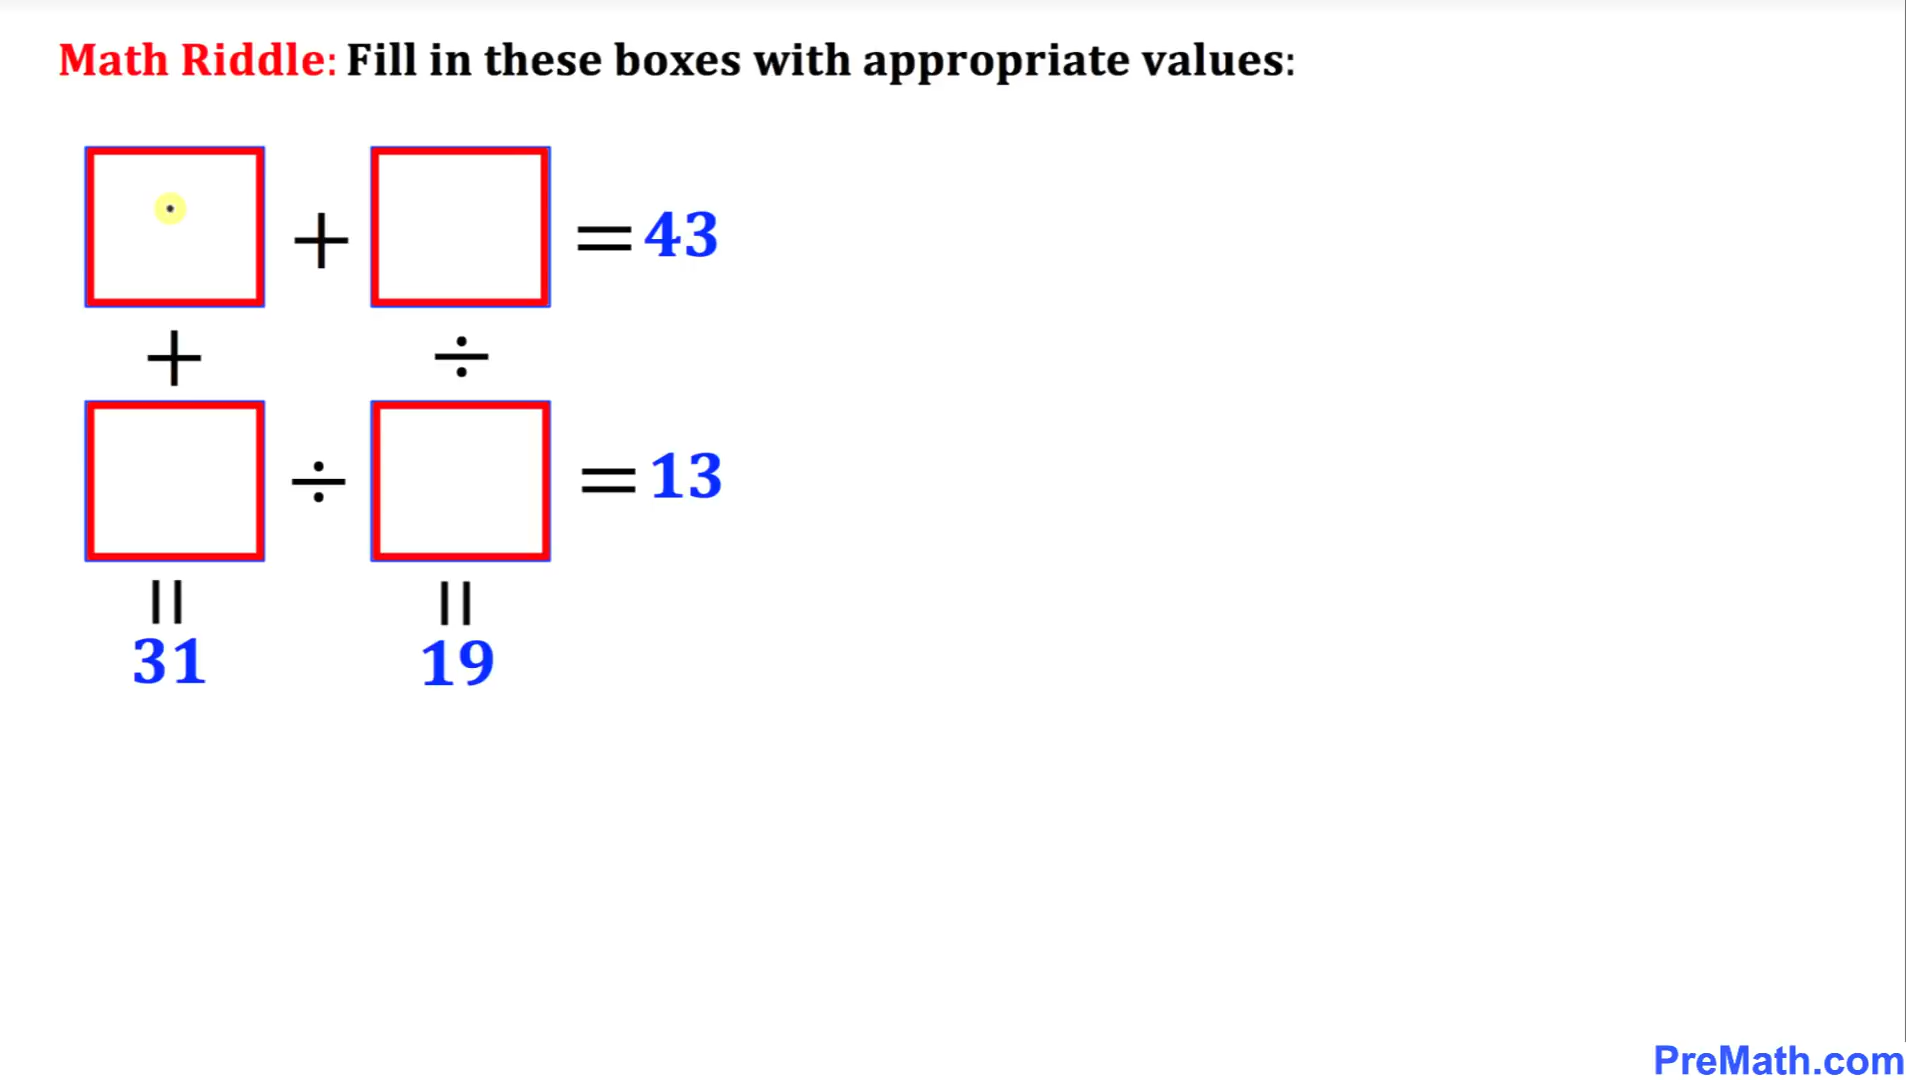 Math Riddle: Fill in these boxes with appropriate values:
+ = 43
+ ÷
÷ = 13
= =
31 19
PreMath.com